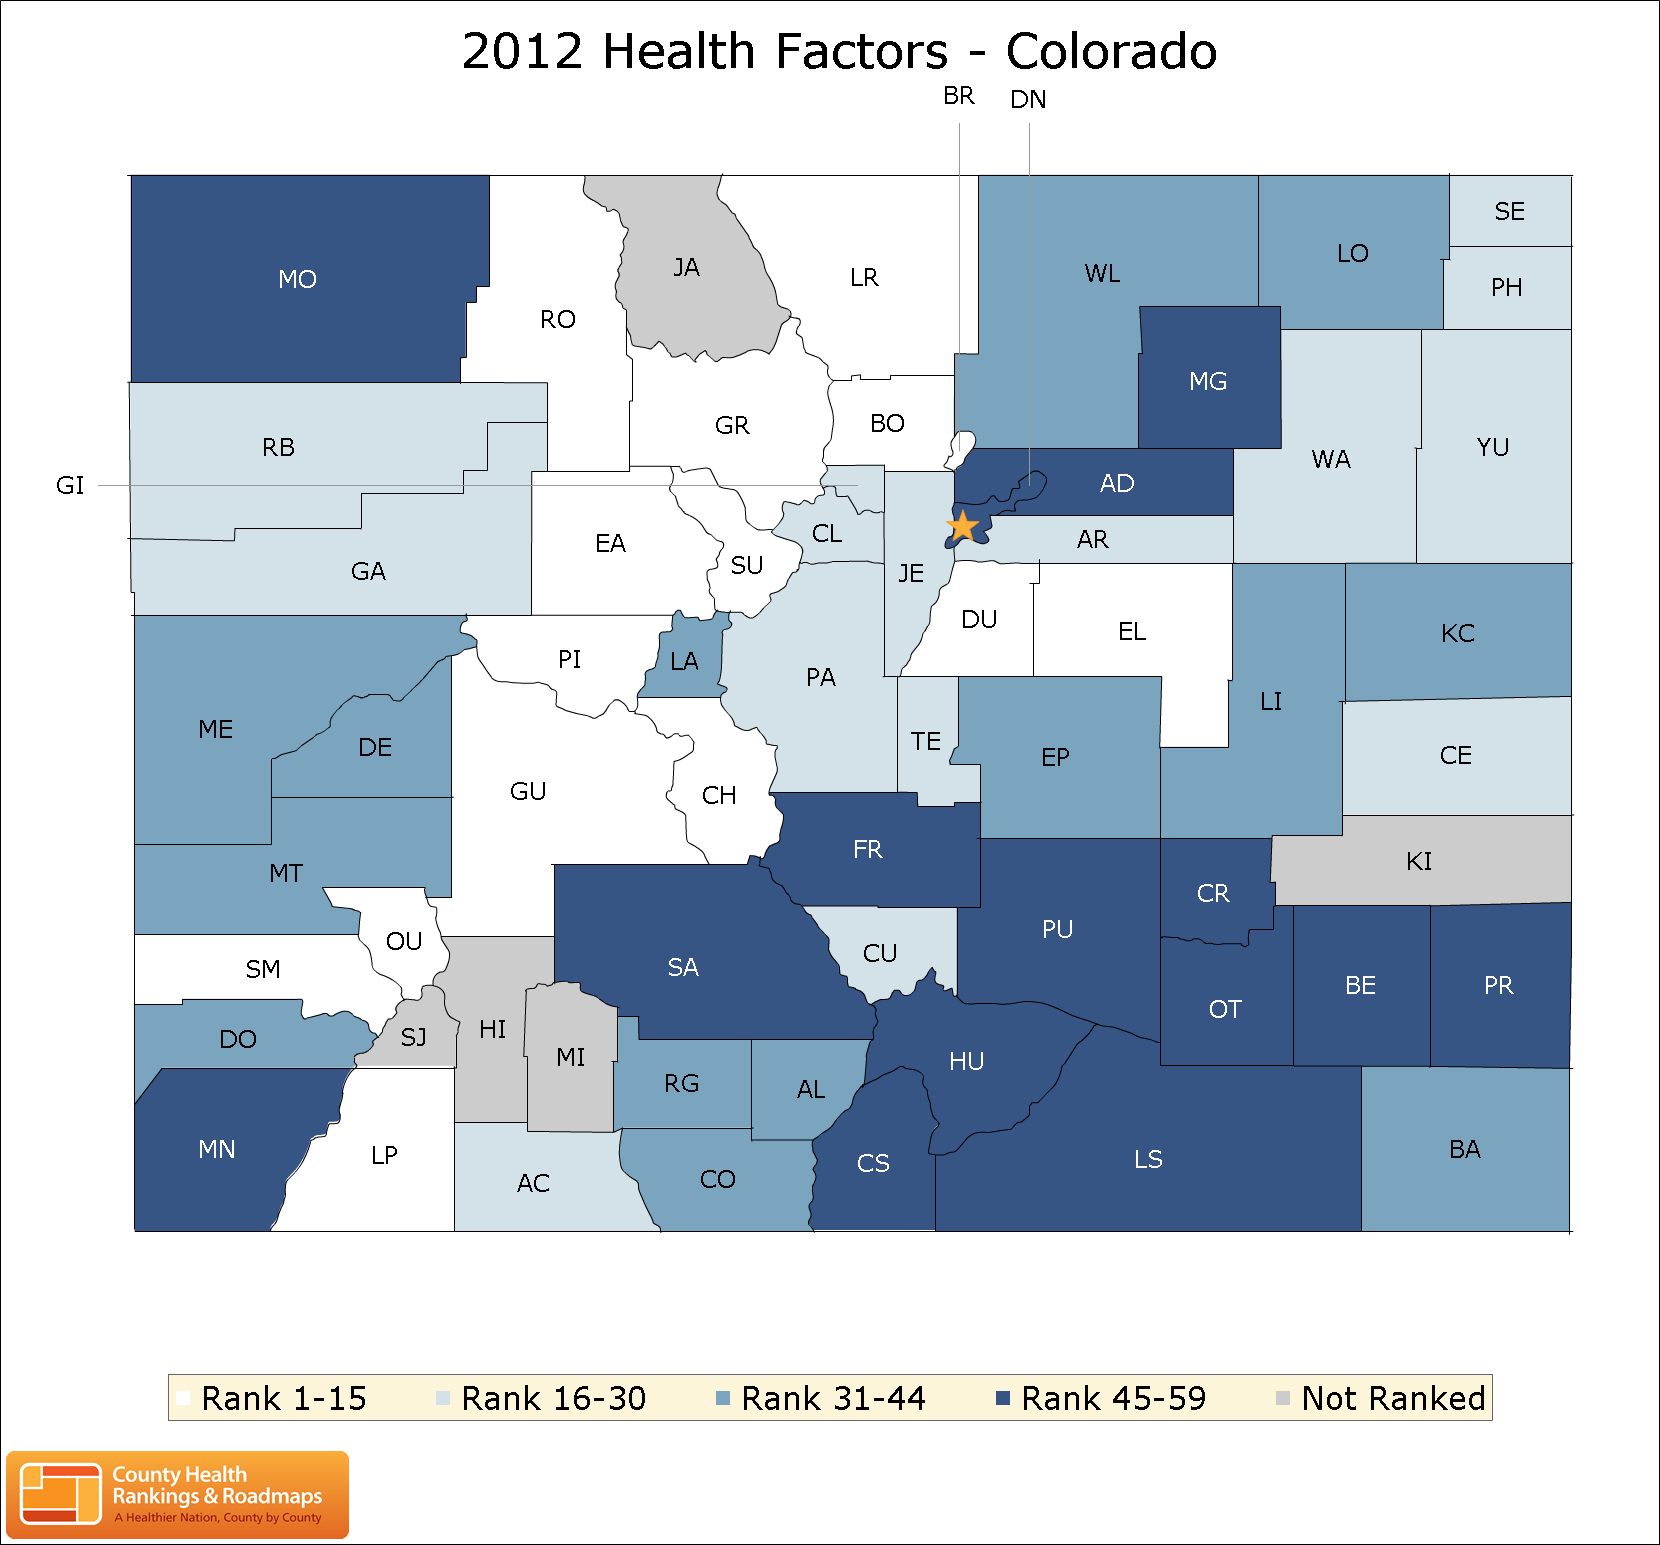 2012 Health Factors - Colorado
BR
DN
SE
MO
JA
LR
WL
LO
PH
RO
MG
GR
BO
RB
WA
YU
GI
AD
EA
CL
AR
GA
SU
JE
DU
EL
KC
PI
LA
PA
LI
ME
DE
TE
EP
CE
GU
CH
FR
KI
MT
CR
PU
OU
CU
SM
SA
BE
PR
OT
DO
SJ
HI
MI
HU
RG
AL
MN
LP
CS
LS
BA
AC
CO
Rank 1-15 Rank 16-30 Rank 31-44 Rank 45-59 Not Ranked
County Health
Rankings & Roadmaps
A Healthier Nation, County by County